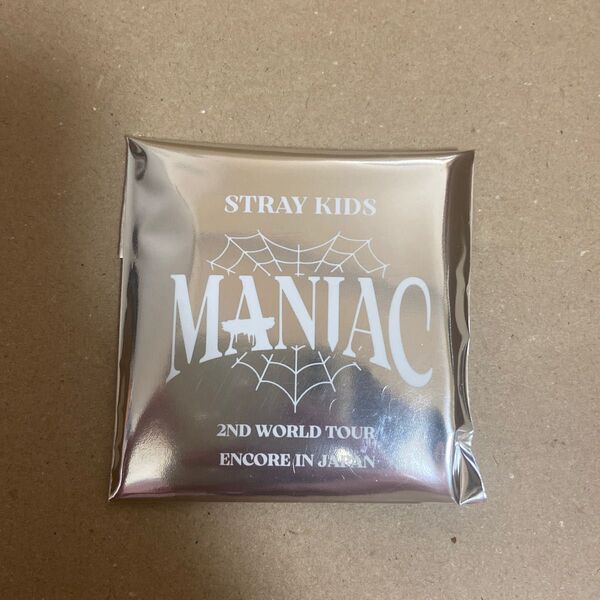 STRAY KIDS
MANIAC
2ND WORLD TOUR
ENCORE IN JAPAN